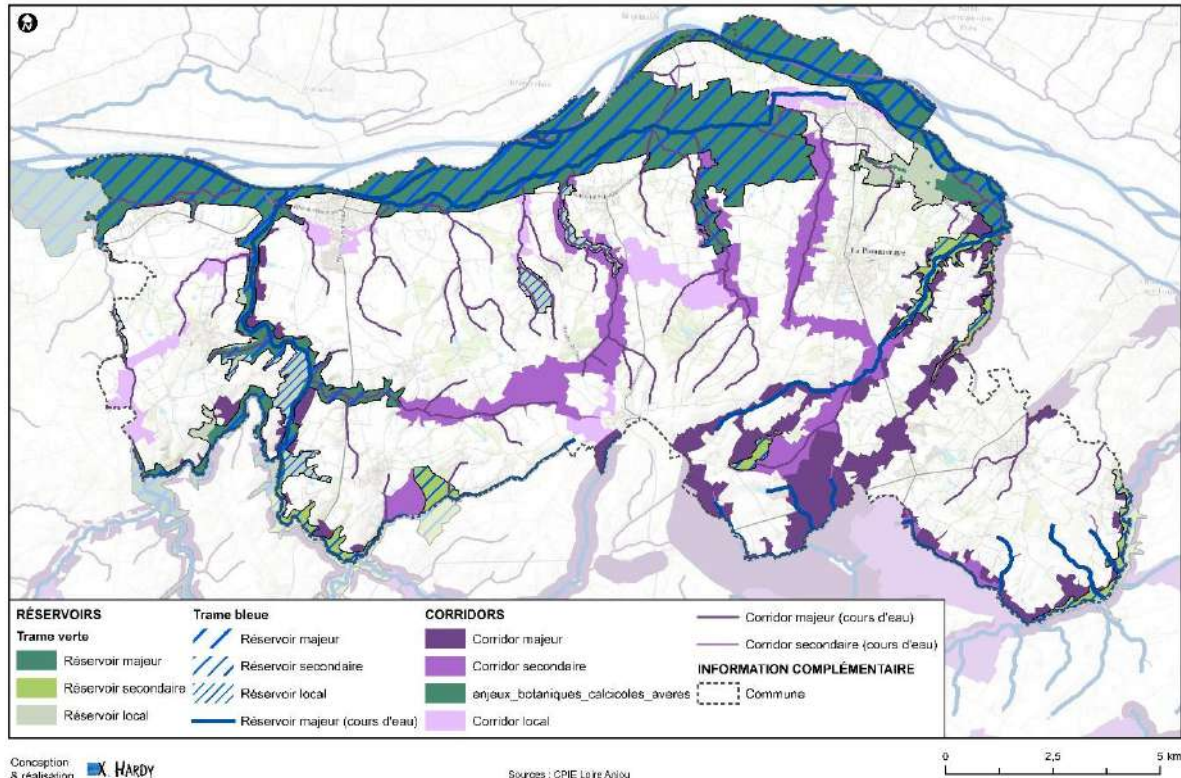 N
La Pommeraye
RÉSERVOIRS
Trame verte
Réservoir majeur
Réservoir secondaire
Réservoir local
Trame bleue
Réservoir majeur
Réservoir secondaire
Réservoir local
Réservoir majeur (cours d'eau)
CORRIDORS
Corridor majeur
Corridor secondaire
enjeux_botaniques_calcicoles_averes
Corridor local
Corridor majeur (cours d'eau)
Corridor secondaire (cours d'eau)
INFORMATION COMPLÉMENTAIRE
Commune
Conception
& réalisation
X. HARDY
Sources : CPIE Loire Anjou
0 2,5 5 km